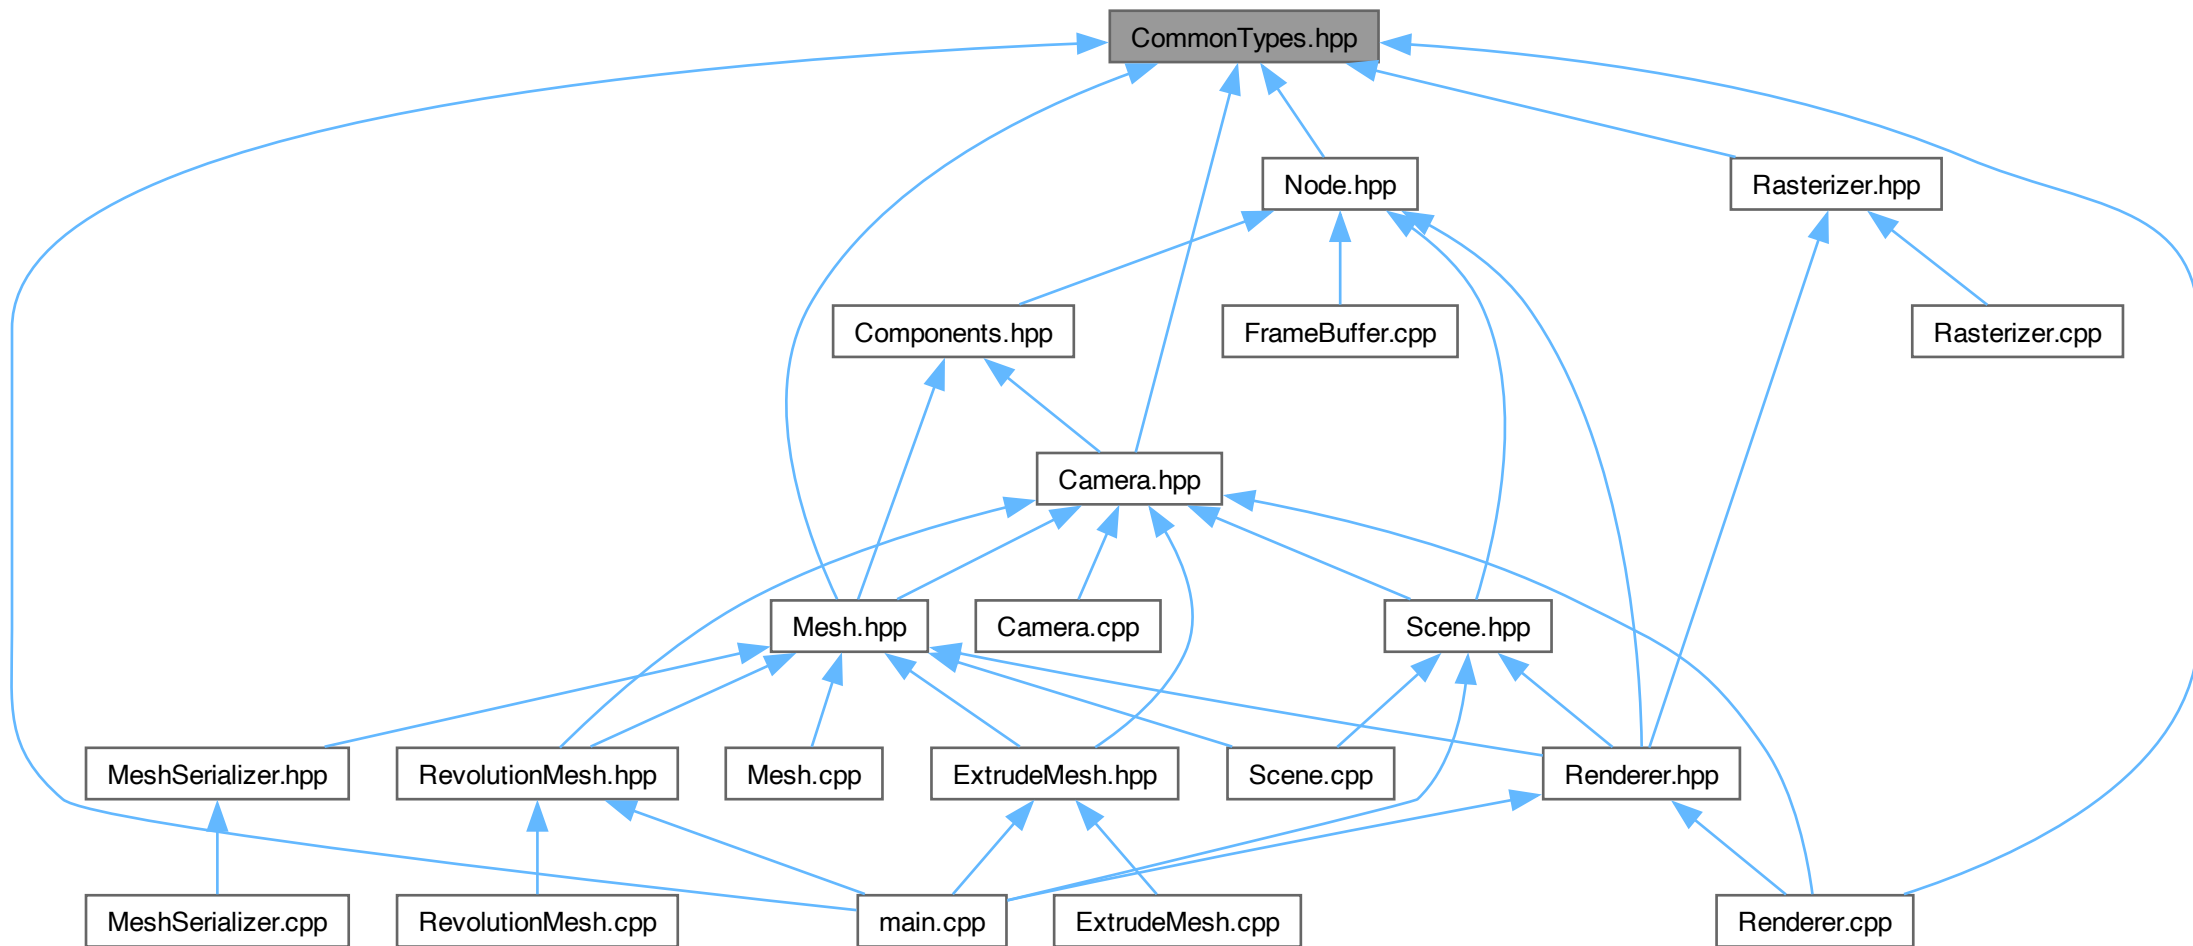 CommonTypes.hpp
Node.hpp
Rasterizer.hpp
Components.hpp
FrameBuffer.cpp
Rasterizer.cpp
Camera.hpp
Mesh.hpp
Camera.cpp
Scene.hpp
MeshSerializer.hpp
RevolutionMesh.hpp
Mesh.cpp
ExtrudeMesh.hpp
Scene.cpp
Renderer.hpp
MeshSerializer.cpp
RevolutionMesh.cpp
main.cpp
ExtrudeMesh.cpp
Renderer.cpp